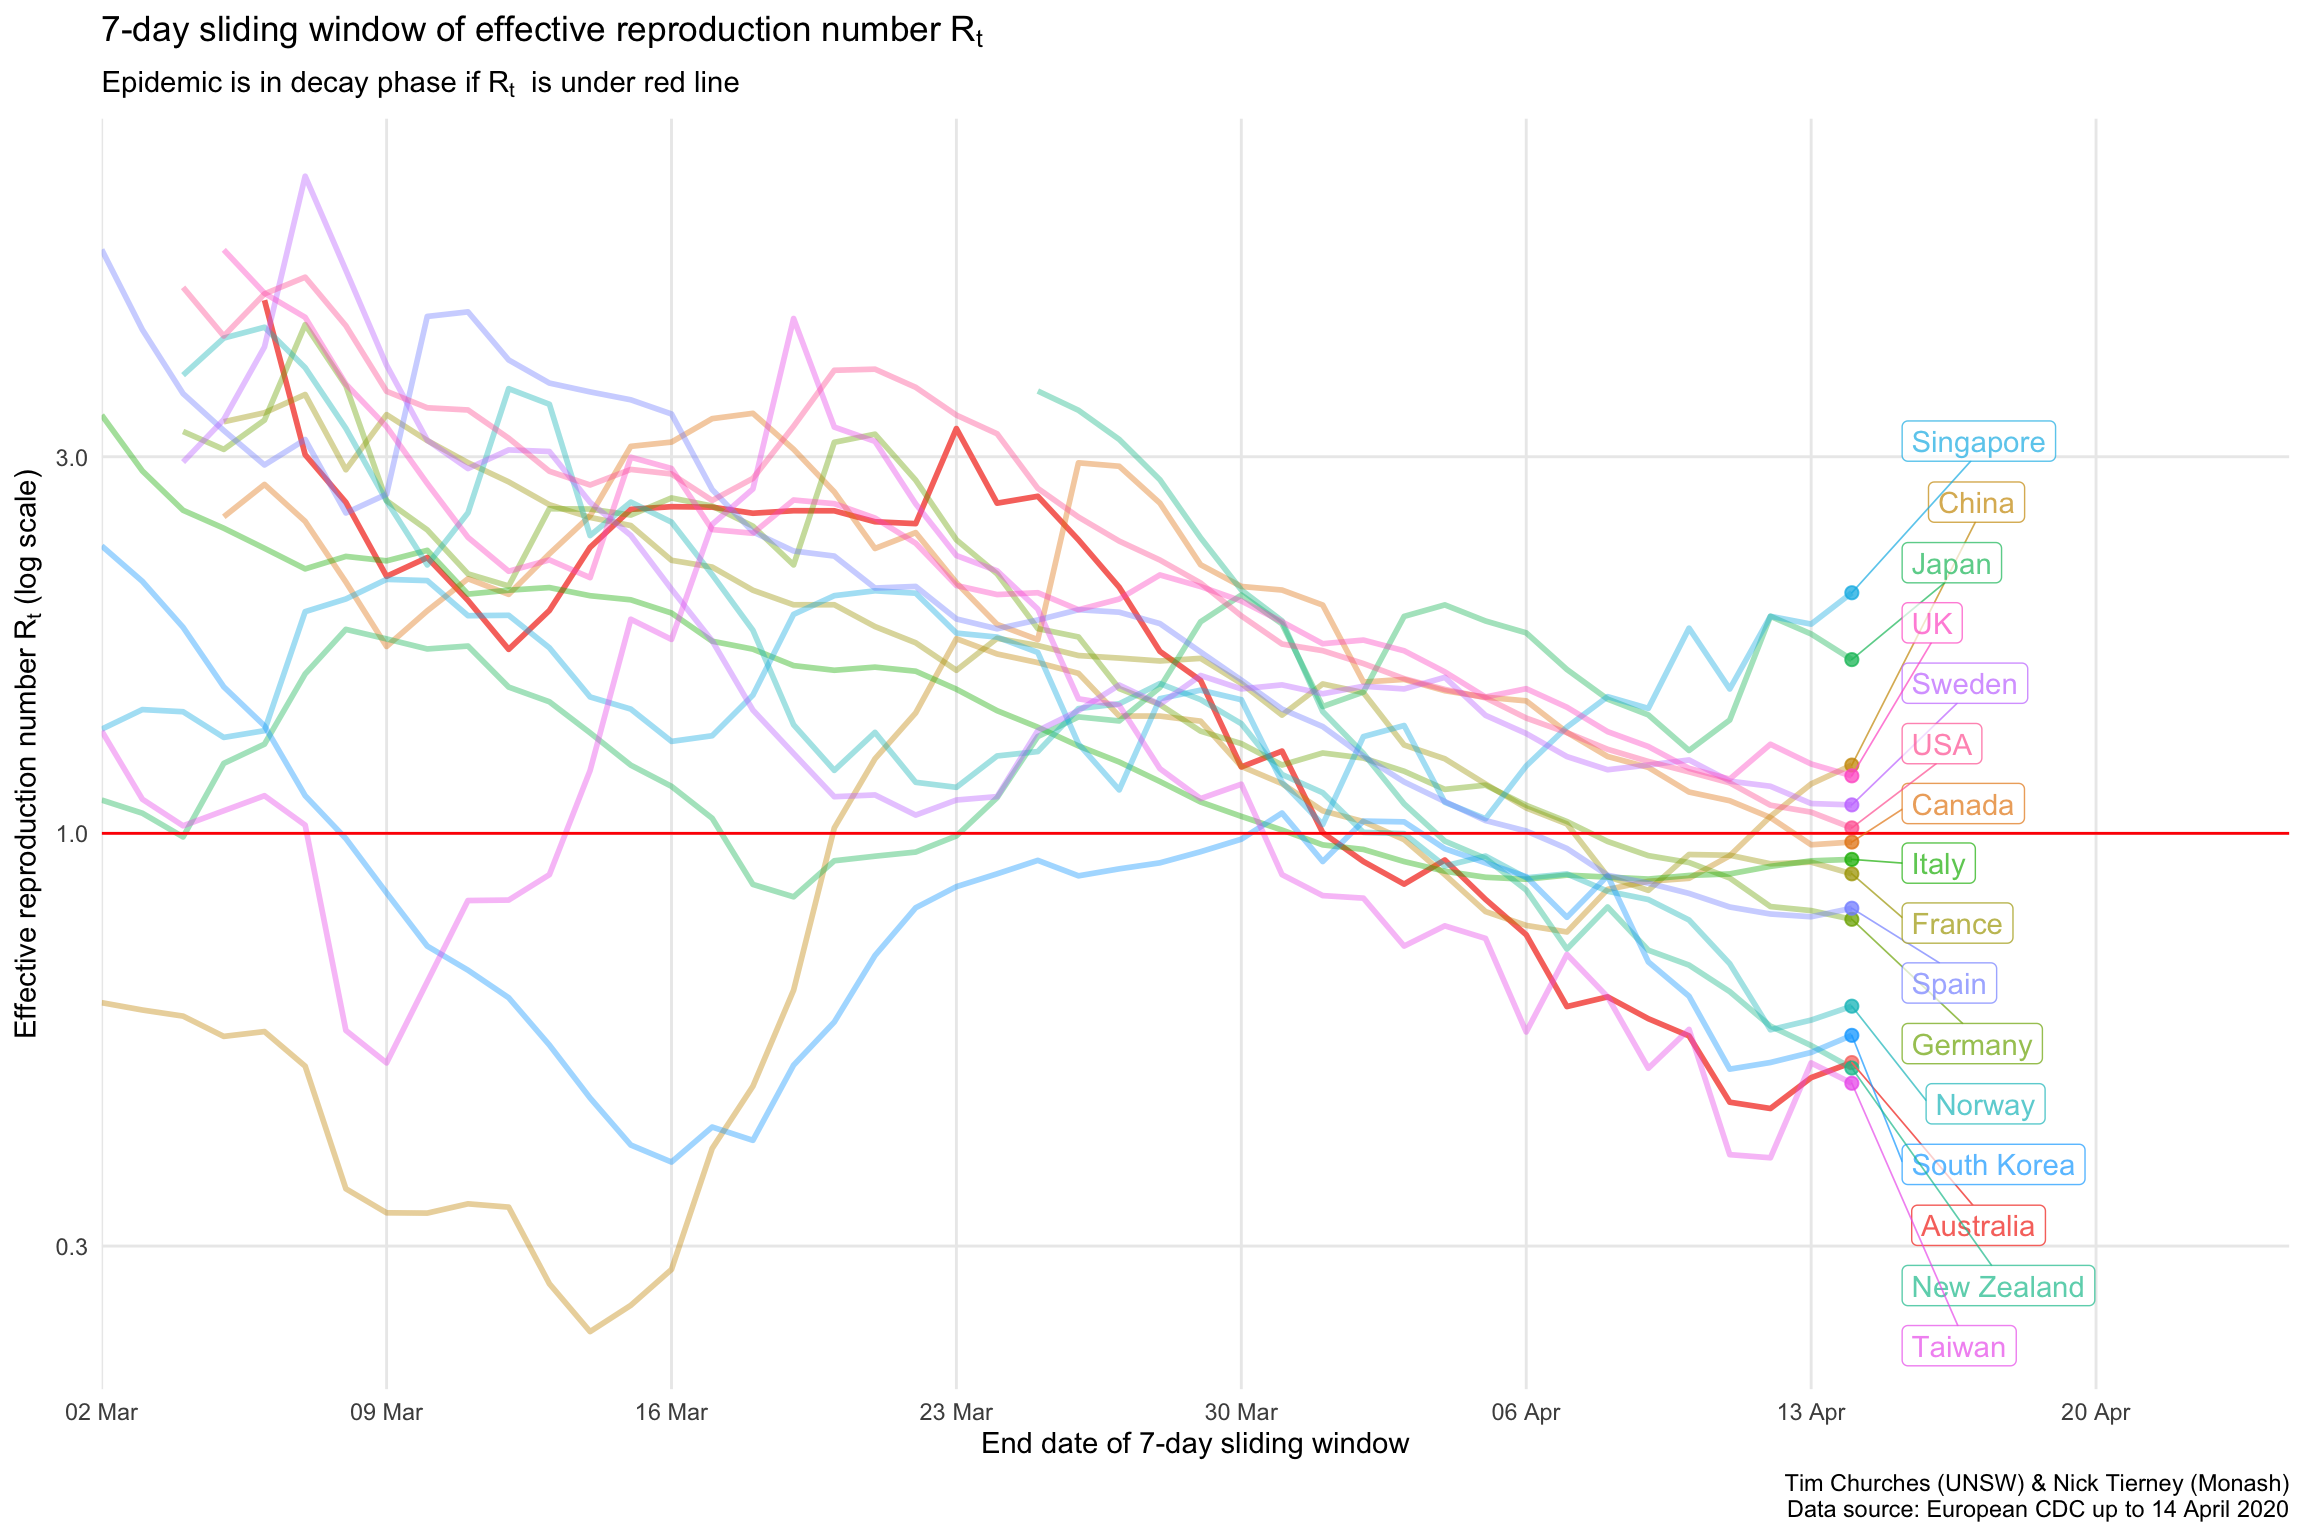 7-day sliding window of effective reproduction number Rt
Epidemic is in decay phase if Rt is under red line
Effective reproduction number Rt (log scale)
3.0
1.0
0.3
Singapore
China
Japan
UK
Sweden
USA
Canada
Italy
France
Spain
Germany
Norway
South Korea
Australia
New Zealand
Taiwan
02 Mar
09 Mar
16 Mar
23 Mar
30 Mar
06 Apr
13 Apr
20 Apr
End date of 7-day sliding window
Tim Churches (UNSW) & Nick Tierney (Monash)
Data source: European CDC up to 14 April 2020